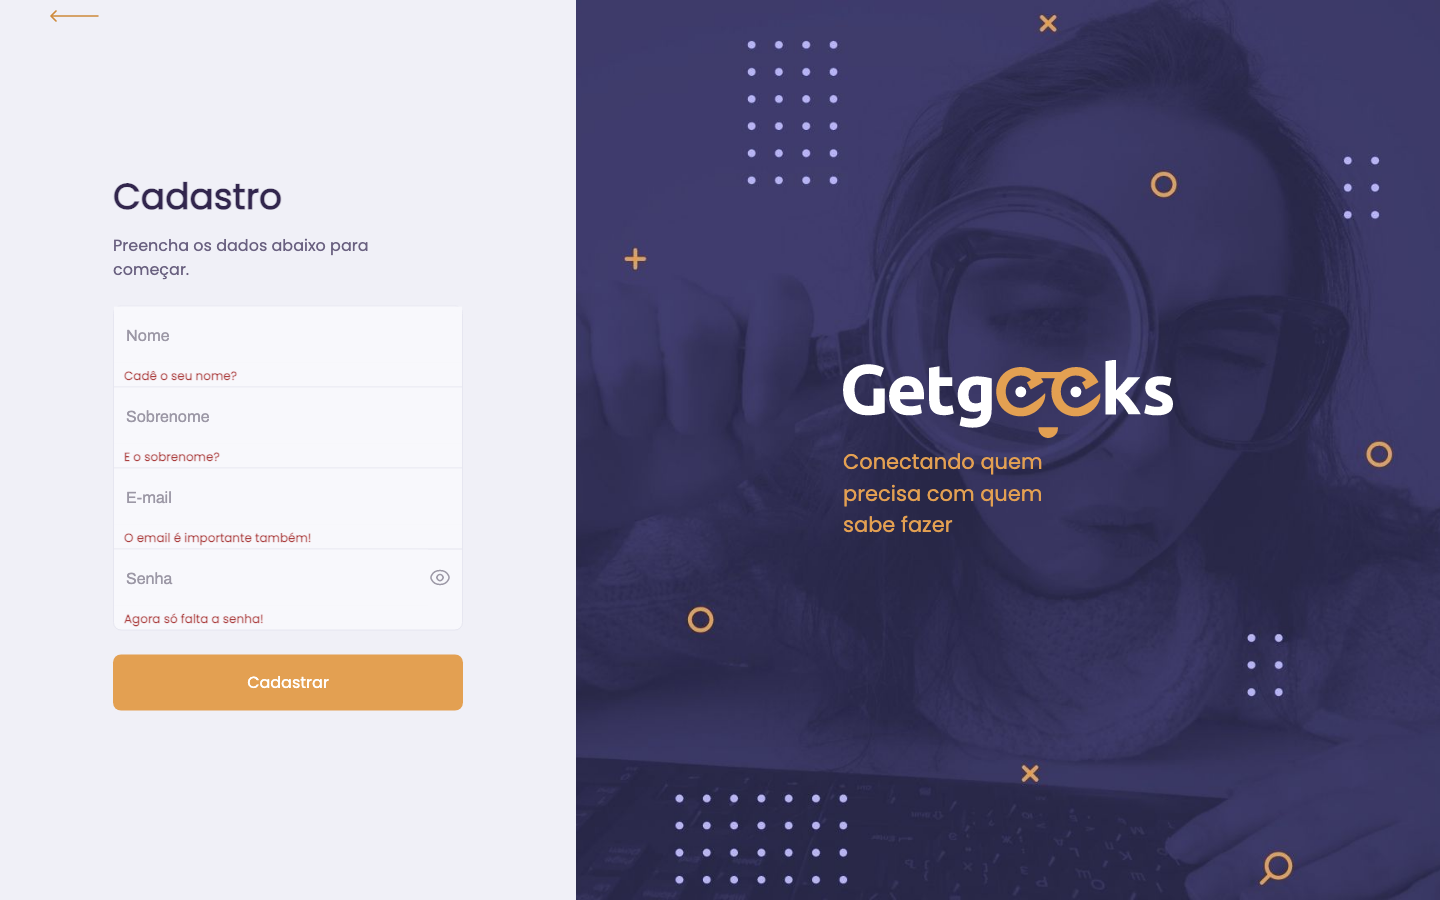 Cadastro
Preencha os dados abaixo para
começar.
Nome
Cadê o seu nome?
Sobrenome
E o sobrenome?
E-mail
O email é importante também!
Senha
Agora só falta a senha!
Cadastrar
Getgeeks
Conectando quem
precisa com quem
sabe fazer